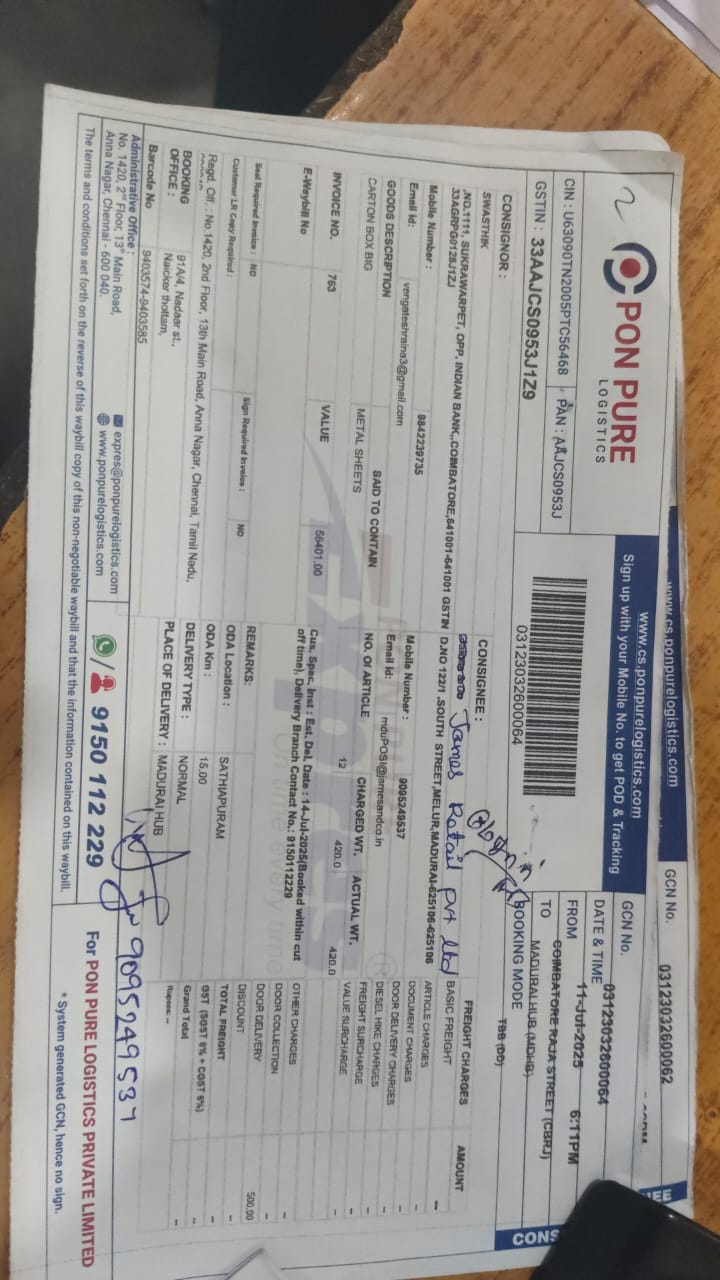 www.cs.ponpurelogistics.com
GCN No.
03123032600062
2
PON PURE
LOGISTICS
www.cs.ponpurelogistics.com
Sign up with your Mobile No. to get POD & Tracking
CIN : U63090TN2005PTC56468
PAN : AAJCS0953J
GSTIN : 33AAJCS0953J1Z9
03123032600064
GCN No.
03123032600064
DATE & TIME
11-Jul-2025 6:11PM
FROM
COIMBATORE RAJA STREET (CBRJ)
TO
MADURAI HUB (MDHB)
BOOKING MODE
TBB (DD)
CONSIGNOR :
SWASTHIK
,NO.1111, SUKRAWARPET, OPP. INDIAN BANK,,COIMBATORE,641001-641001 GSTIN
33AGRPG0128J1ZJ
Mobile Number :
9842239735
Email Id:
vengateshraina3@gmail.com
CONSIGNEE :
James Retail pvt ltd
D.NO 122/1 ,SOUTH STREET,MELUR,MADURAI-625106-625106
Mobile Number :
9095249537
Email Id:
mduPOSI@jamesandco.in
GOODS DESCRIPTION
SAID TO CONTAIN
NO. Of ARTICLE
CHARGED WT.
ACTUAL WT.
CARTON BOX BIG
METAL SHEETS
12
420.0
420.0
INVOICE NO.
763
VALUE
56401.00
E-Waybill No
Cus. Spec. Inst : Est. Del. Date : 14-Jul-2025(Booked within cut
off time), Delivery Branch Contact No.: 9150112229
Seal Required Invoice : NO
Sign Required Invoice : NO
Customer LR Copy Required :
REMARKS:
Regd. Off. : No.1420, 2nd Floor, 13th Main Road, Anna Nagar, Chennai, Tamil Nadu,
ODA Location :
SATHIAPURAM
ODA Km :
15.00
BOOKING
OFFICE :
91A/4, Nadaar st.,
Naicker thottam,
DELIVERY TYPE :
NORMAL
PLACE OF DELIVERY :
MADURAI HUB
Barcode No
9403574-9403585
FREIGHT CHARGES
AMOUNT
BASIC FREIGHT
--
ARTICLE CHARGES
DOCUMENT CHARGES
--
DOOR DELIVERY CHARGES
--
DIESEL HIKE CHARGES
--
FREIGHT SURCHARGE
--
VALUE SURCHARGE
--
OTHER CHARGES
DOOR COLLECTION
--
DOOR DELIVERY
--
DISCOUNT
500.00
TOTAL FREIGHT
--
GST (SGST 9% + CGST 9%)
--
Grand Total
--
Rupees: --
Administrative Office :
No. 1420, 2nd Floor, 13th Main Road,
Anna Nagar, Chennai - 600 040.
expres@ponpurelogistics.com
www.ponpurelogistics.com
9150 112 229
9095249537
For PON PURE LOGISTICS PRIVATE LIMITED
The terms and conditions set forth on the reverse of this waybill copy of this non-negotiable waybill and that the information contained on this waybill.
* System generated GCN, hence no sign.